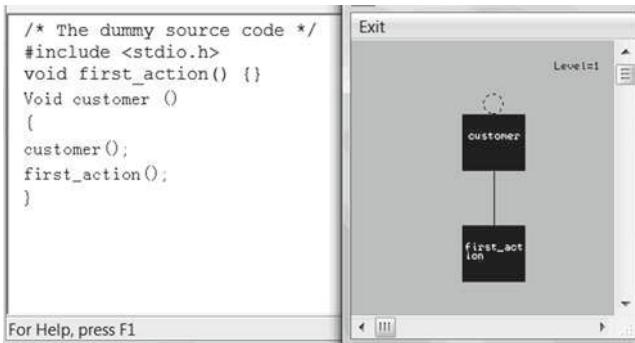 /* The dummy source code */
#include <stdio.h>
void first_action() {}
Void customer ()
{
customer();
first_action();
}
For Help, press F1
Exit
Level=1
customer
first_act
ion